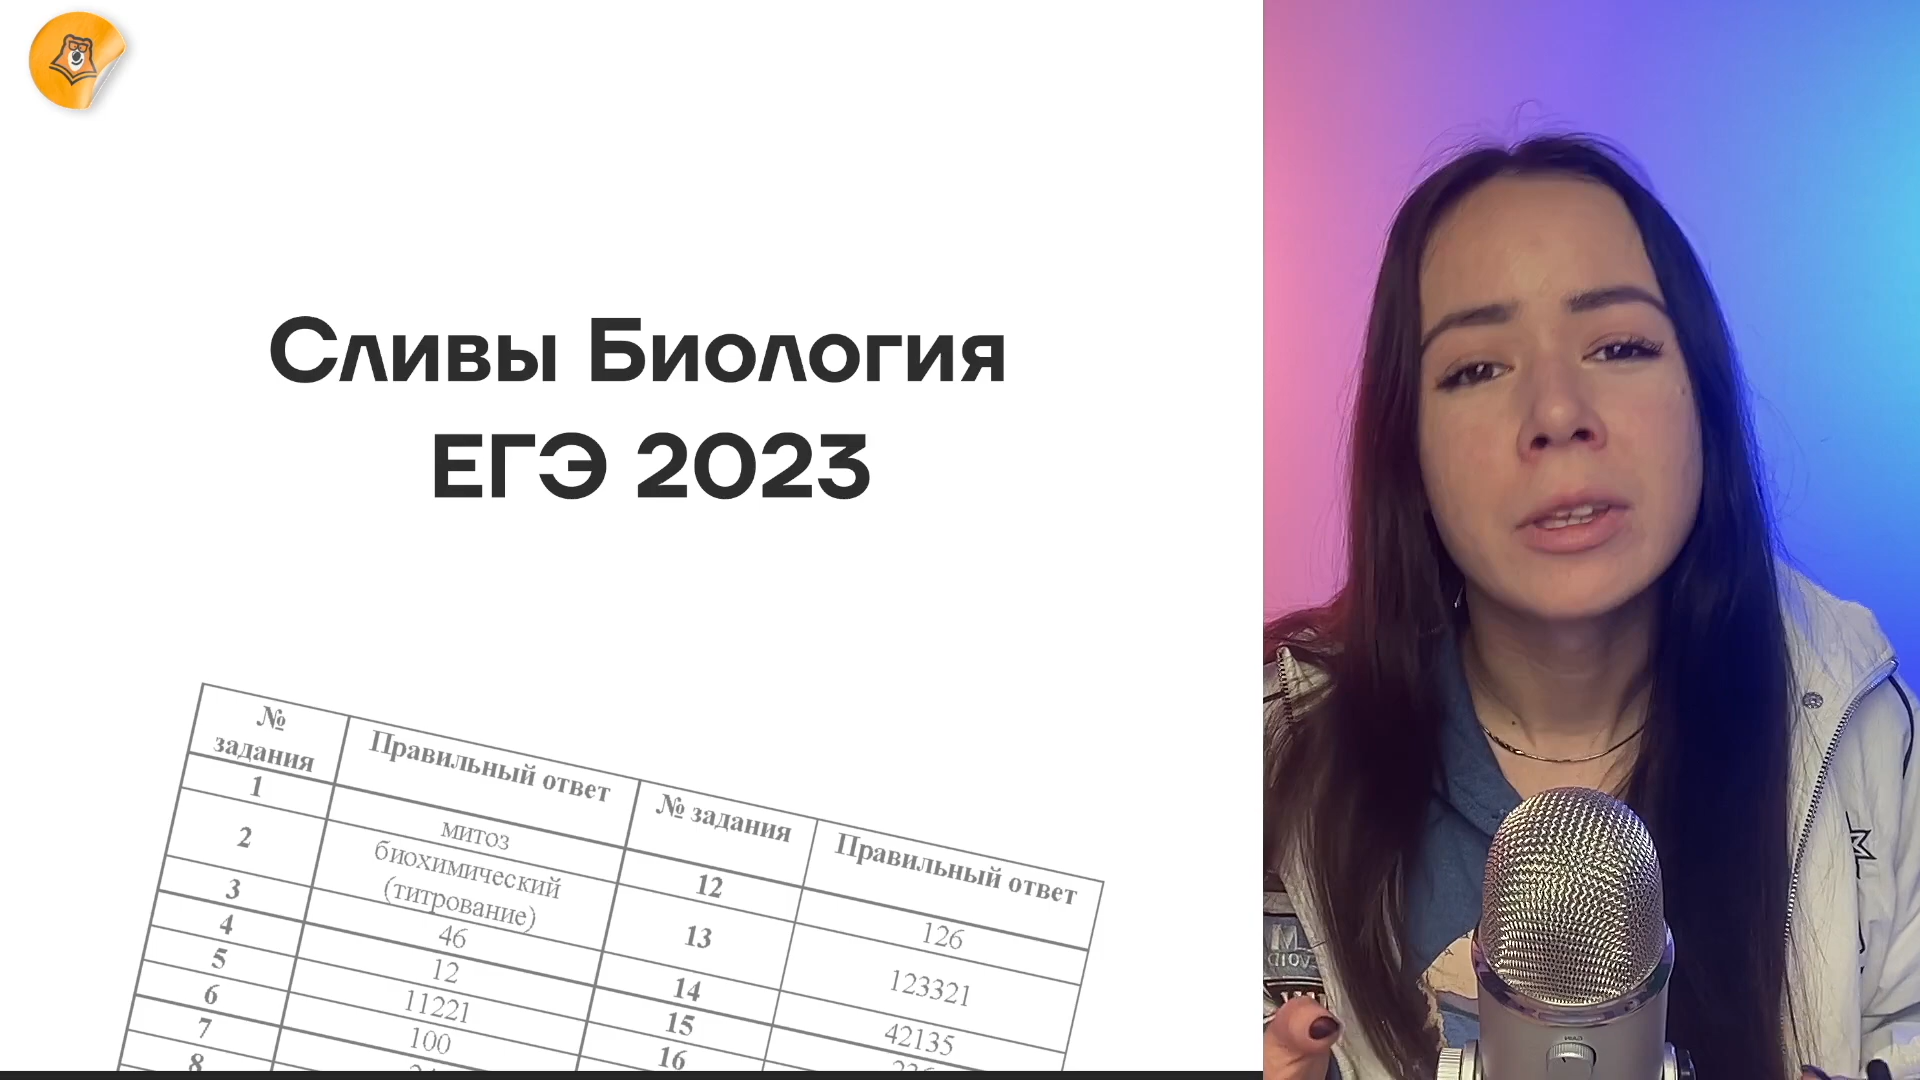 Сливы Биология
ЕГЭ 2023
№ задания Правильный ответ № задания Правильный ответ
1 митоз 12 126
2 биохимический (титрование) 13 123321
3 46 14 42135
4 12 15
5 11221 16
6 100
7
8